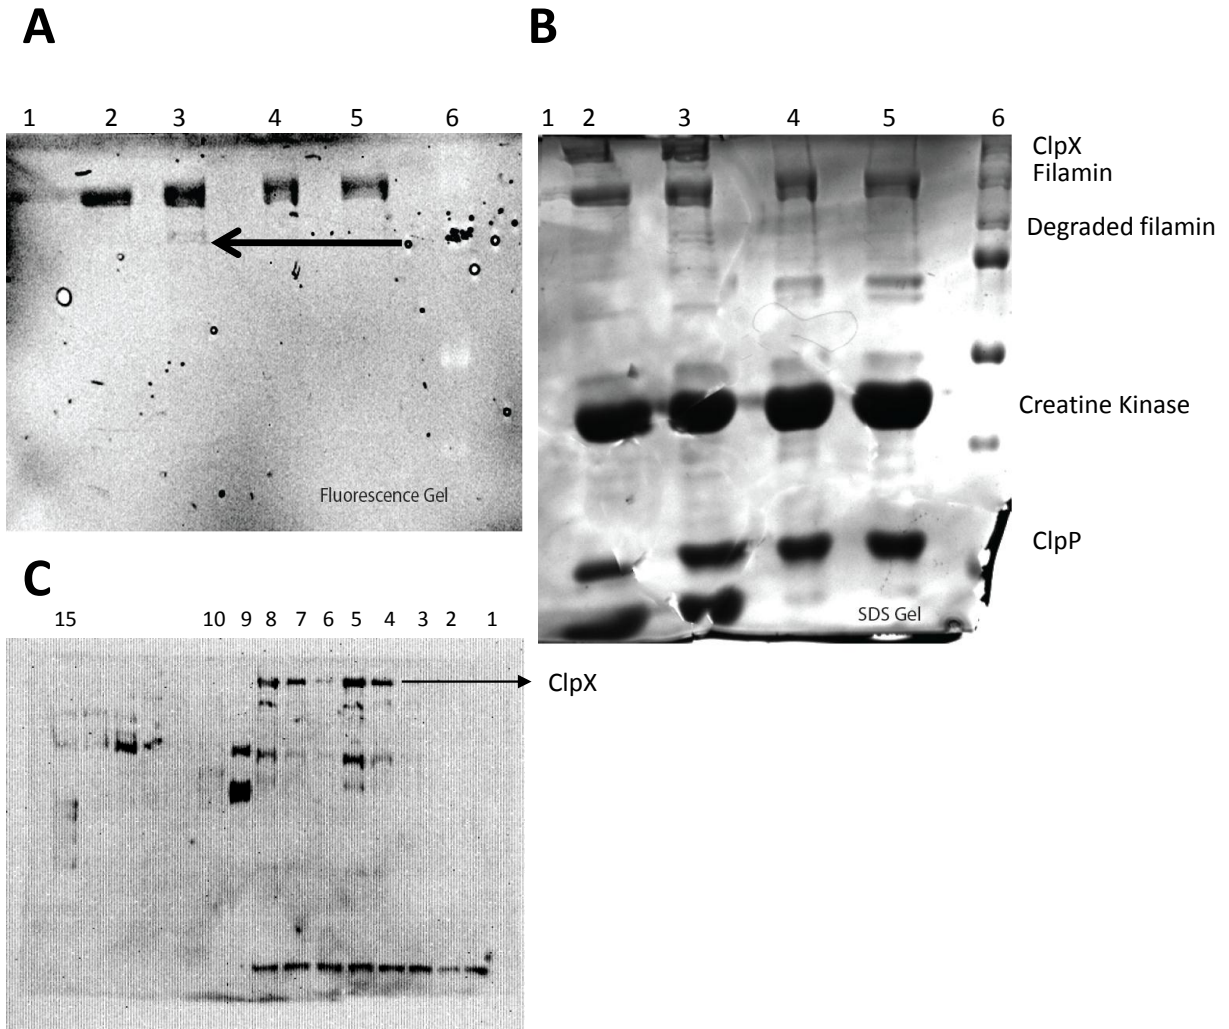 A
B
1 2 3 4 5 6
1 2 3 4 5 6
ClpX
Filamin
Degraded filamin
Fluorescence Gel
Creatine Kinase
ClpP
SDS Gel
C
15 10 9 8 7 6 5 4 3 2 1
ClpX